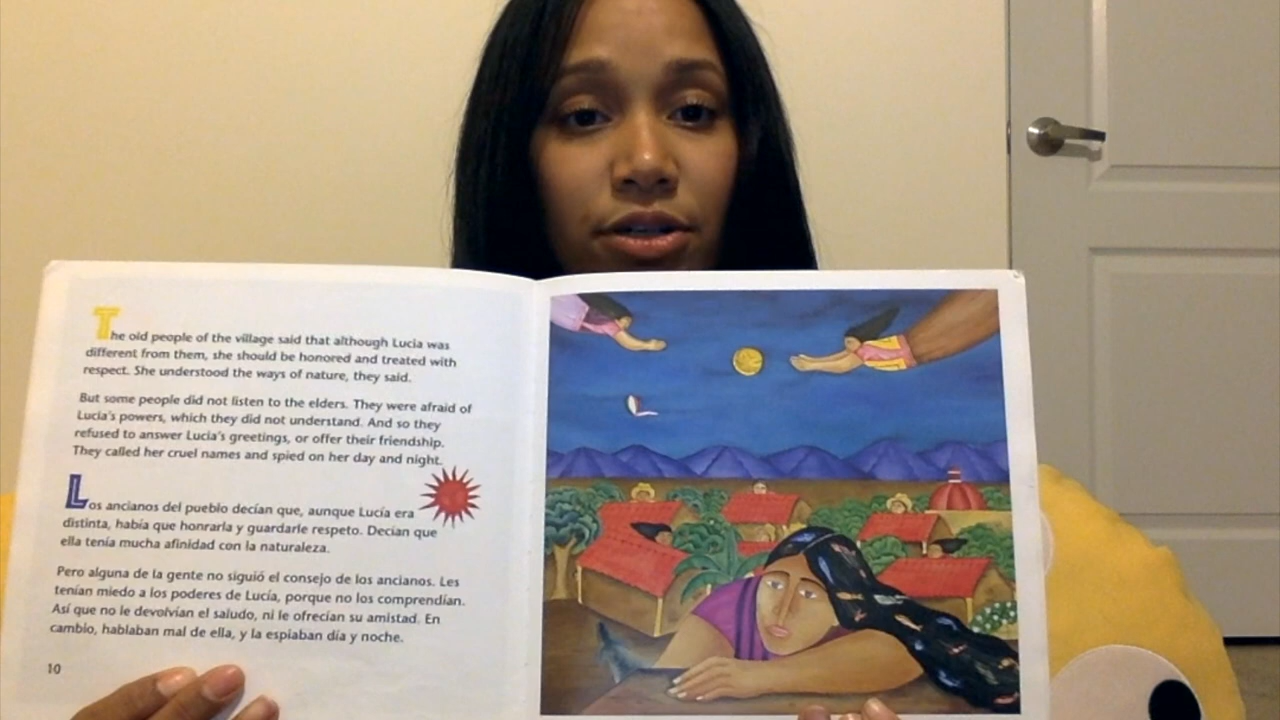 The old people of the village said that although Lucia was
different from them, she should be honored and treated with
respect. She understood the ways of nature, they said.
But some people did not listen to the elders. They were afraid of
Lucia's powers, which they did not understand. And so they
refused to answer Lucia's greetings, or offer their friendship.
They called her cruel names and spied on her day and night.
Los ancianos del pueblo decían que, aunque Lucía era
distinta, había que honrarla y guardarle respeto. Decían que
ella tenía mucha afinidad con la naturaleza.
Pero alguna de la gente no siguió el consejo de los ancianos. Les
tenían miedo a los poderes de Lucía, porque no los comprendían.
Así que no le devolvían el saludo, ni le ofrecían su amistad. En
cambio, hablaban mal de ella, y la espiaban día y noche.
10